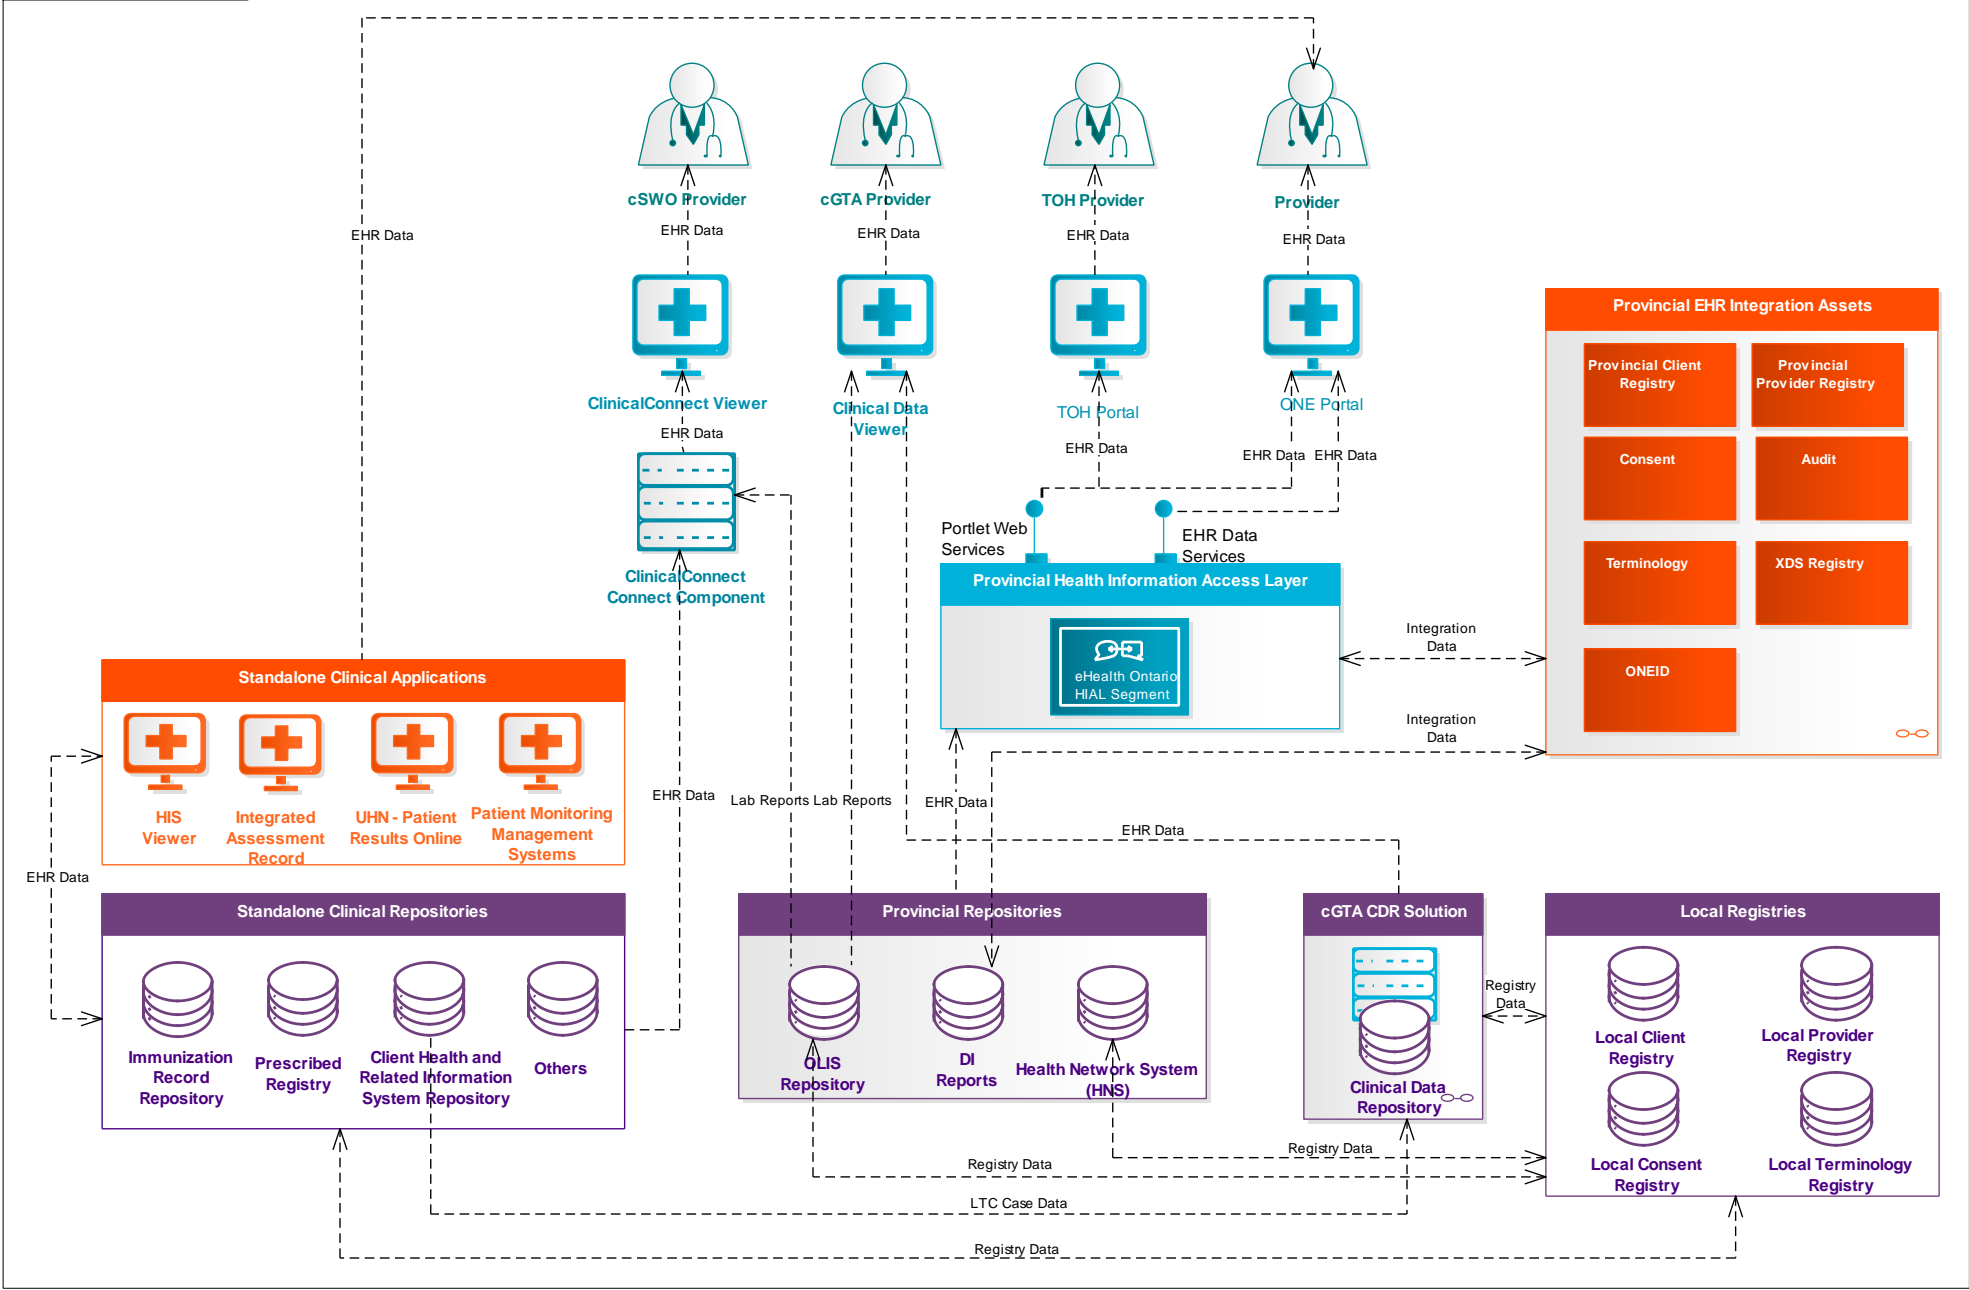 cSWO Provider
cGTA Provider
TOH Provider
Provider
EHR Data
EHR Data
EHR Data
EHR Data
EHR Data
Provincial EHR Integration Assets
Provincial Client
Registry
Provincial
Provider Registry
Consent
Audit
Terminology
XDS Registry
ONEID
ClinicalConnect Viewer
Clinical Data
Viewer
TOH Portal
ONE Portal
EHR Data
EHR Data
EHR Data
EHR Data
Portlet Web
Services
EHR Data
Services
ClinicalConnect
Connect Component
Provincial Health Information Access Layer
eHealth Ontario
HIAL Segment
Integration
Data
Integration
Data
Standalone Clinical Applications
HIS
Viewer
Integrated
Assessment
Record
UHN - Patient
Results Online
Patient Monitoring
Management
Systems
EHR Data
Lab Reports
Lab Reports
EHR Data
EHR Data
EHR Data
Standalone Clinical Repositories
Immunization
Record
Repository
Prescribed
Registry
Client Health and
Related Information
System Repository
Others
Provincial Repositories
OLIS
Repository
DI
Reports
Health Network System
(HNS)
cGTA CDR Solution
Clinical Data
Repository
Registry
Data
Local Registries
Local Client
Registry
Local Provider
Registry
Local Consent
Registry
Local Terminology
Registry
Registry Data
Registry Data
LTC Case Data
Registry Data